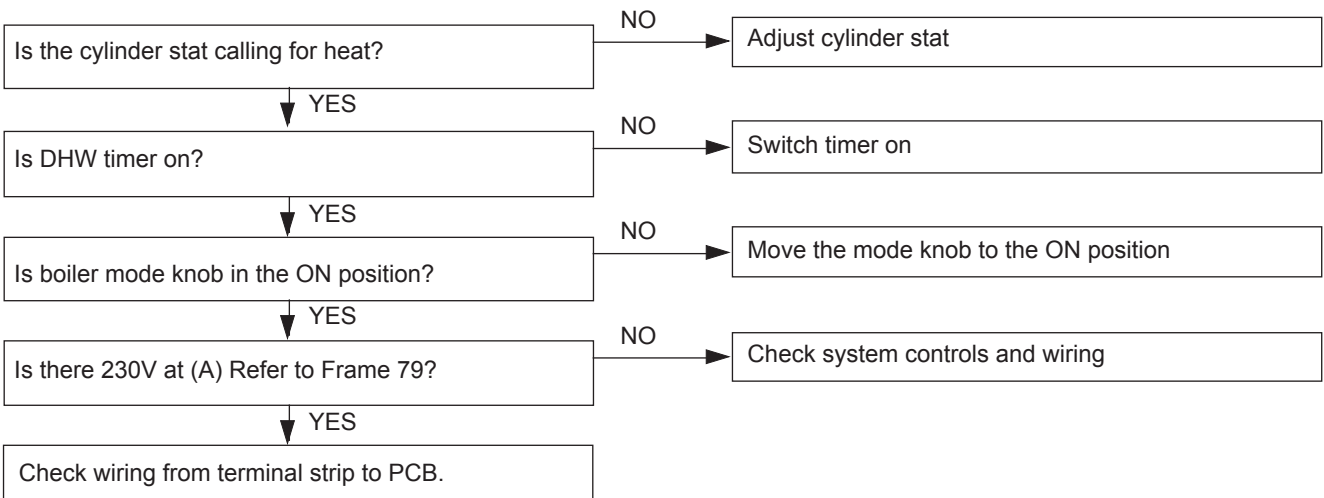 NO
Is the cylinder stat calling for heat?
Adjust cylinder stat
YES
NO
Is DHW timer on?
Switch timer on
YES
NO
Is boiler mode knob in the ON position?
Move the mode knob to the ON position
YES
NO
Is there 230V at (A) Refer to Frame 79?
Check system controls and wiring
YES
Check wiring from terminal strip to PCB.